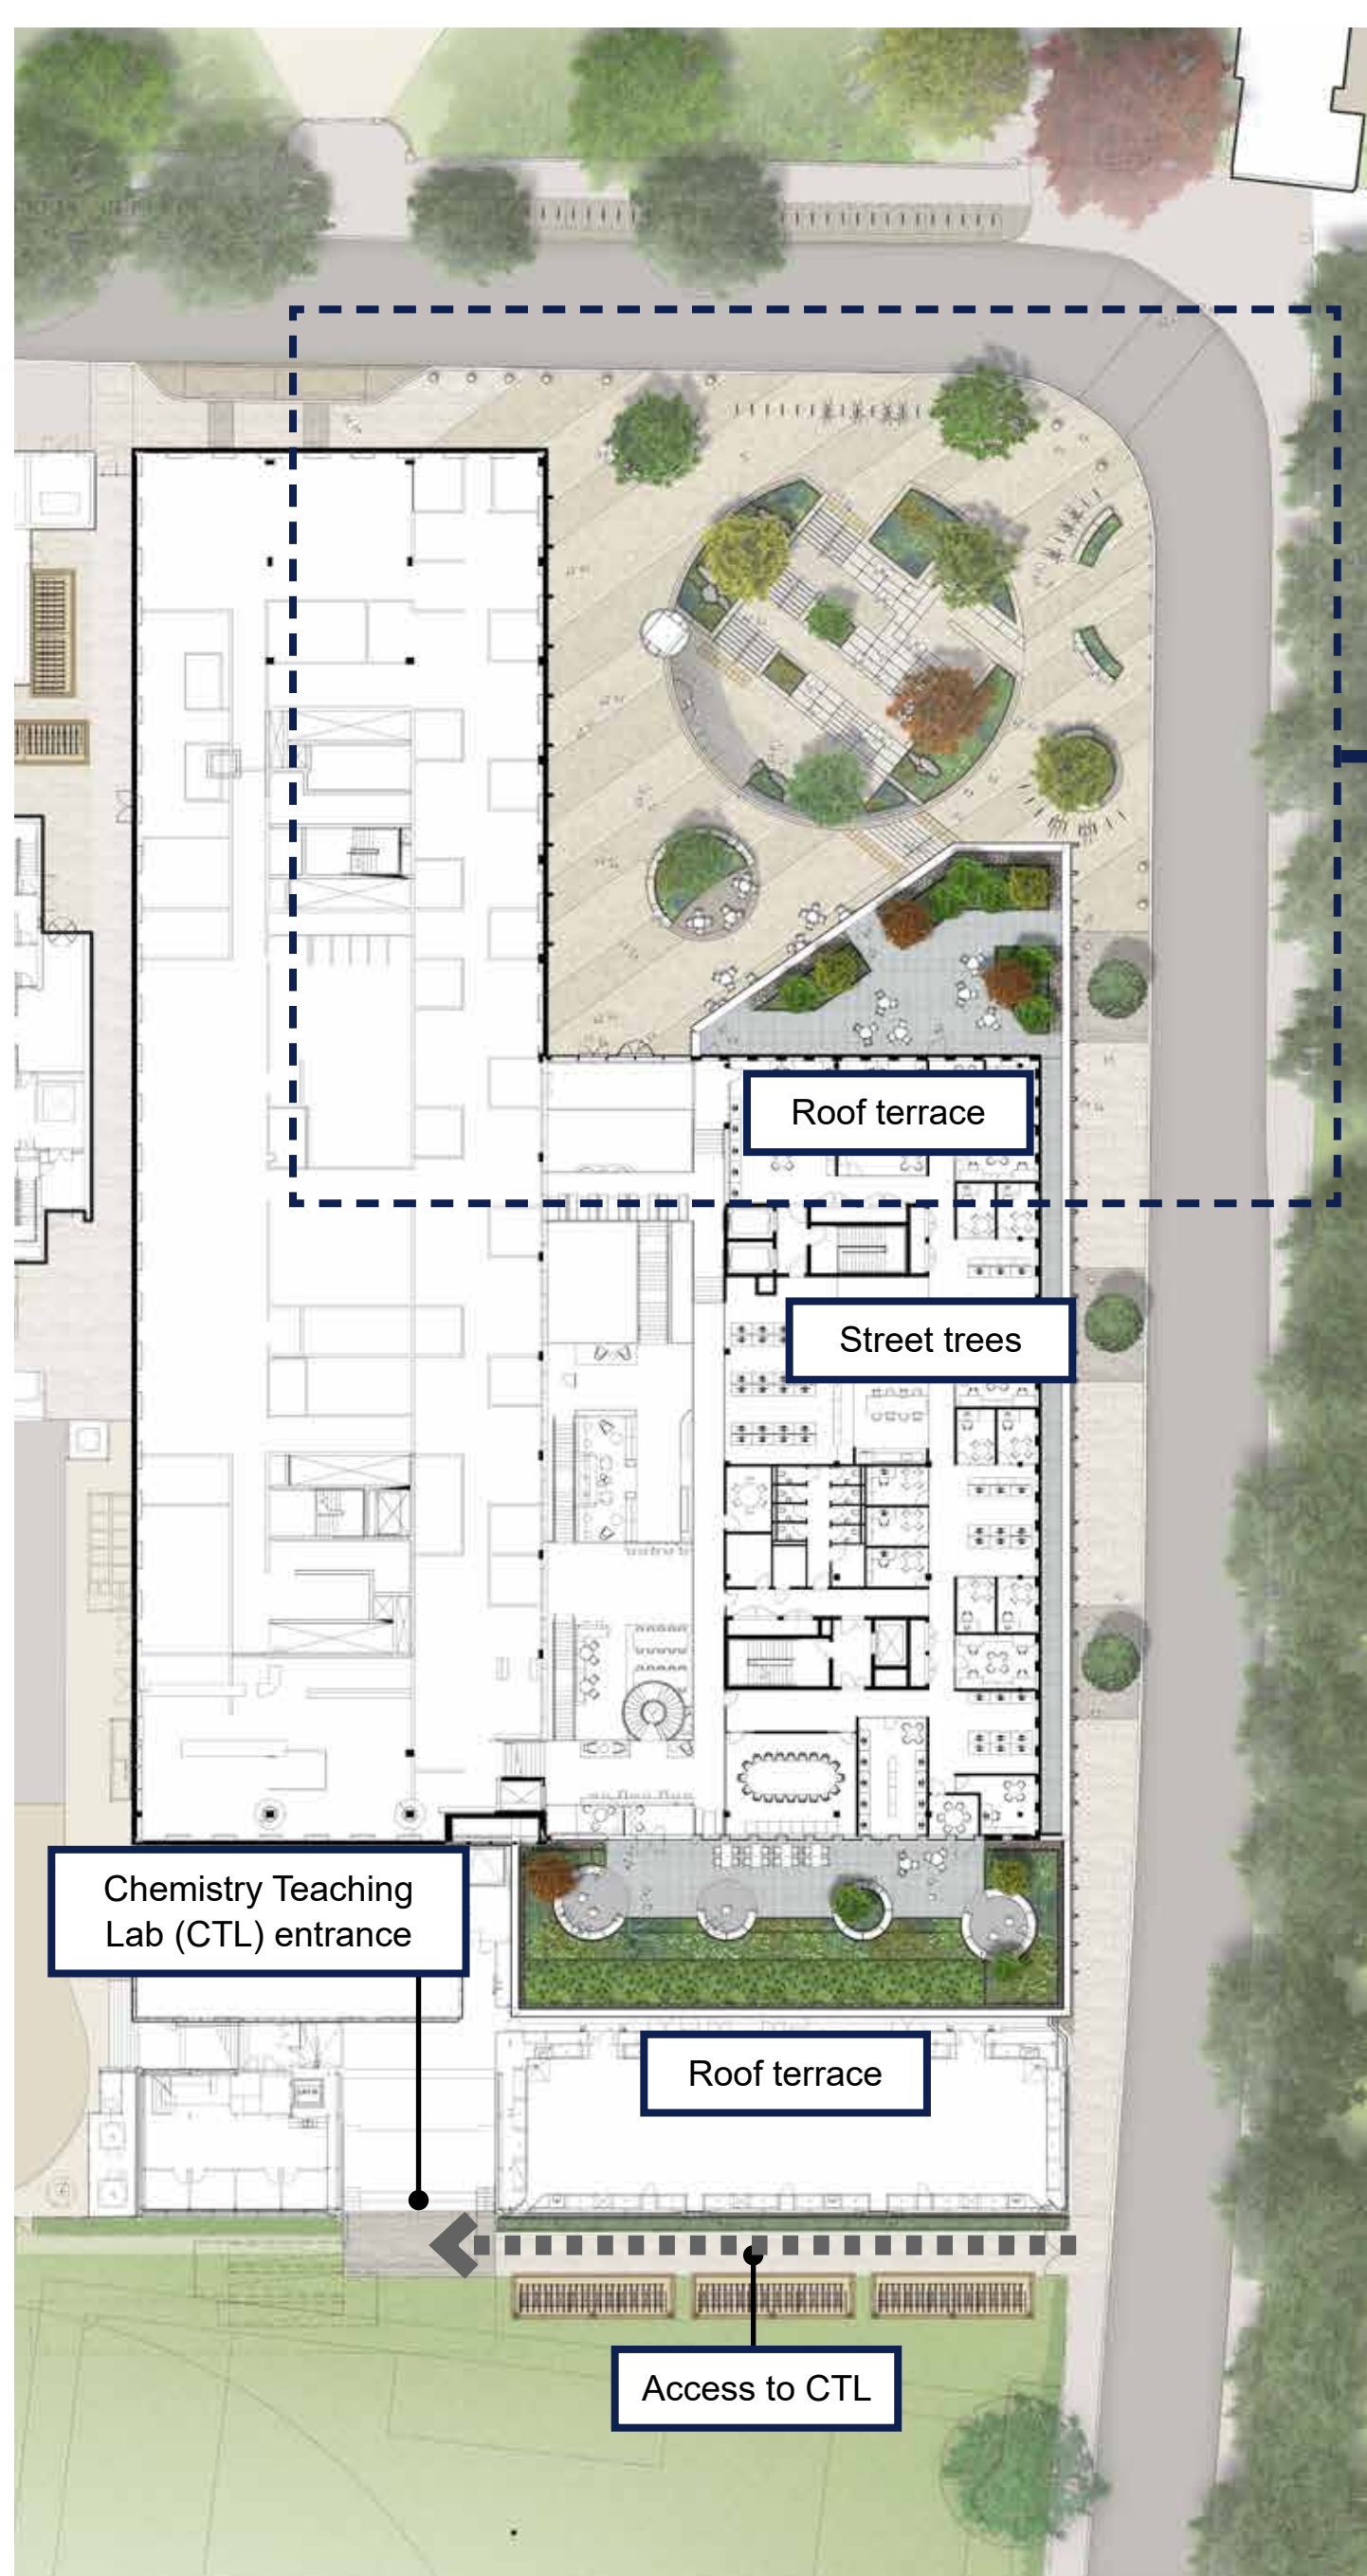 Roof terrace
Street trees
Chemistry Teaching
Lab (CTL) entrance
Roof terrace
Access to CTL